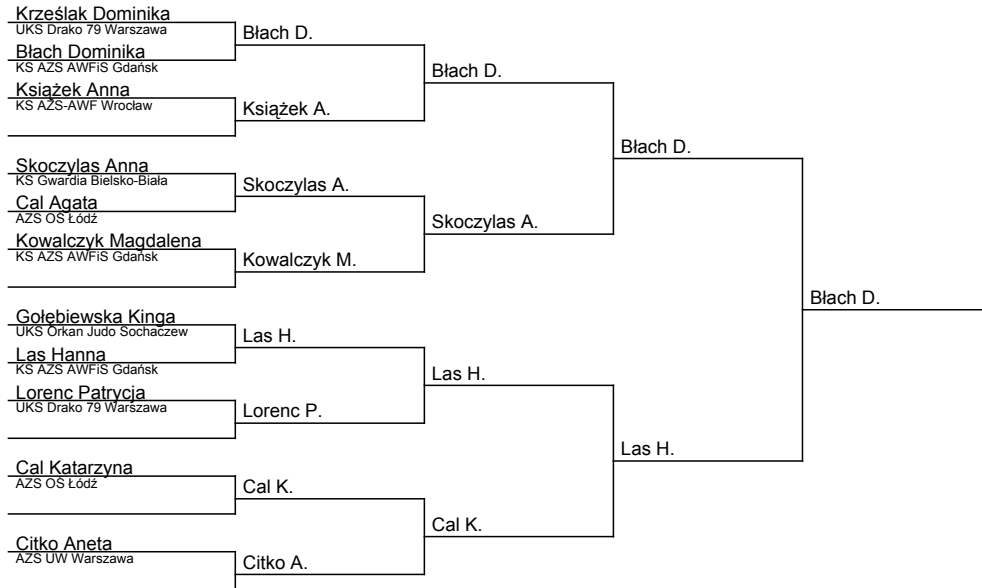 Krześlak Dominika
UKS Drako 79 Warszawa
Błach Dominika
KS AZS AWFiS Gdańsk
Książek Anna
KS AZS-AWF Wrocław
Skoczylas Anna
KS Gwardia Bielsko-Biała
Cal Agata
AZS OŚ Łódź
Kowalczyk Magdalena
KS AZS AWFiS Gdańsk
Gołębiewska Kinga
UKS Orkan Judo Sochaczew
Las Hanna
KS AZS AWFiS Gdańsk
Lorenc Patrycja
UKS Drako 79 Warszawa
Cal Katarzyna
AZS OŚ Łódź
Citko Aneta
AZS UW Warszawa
Błach D.
Książek A.
Skoczylas A.
Kowalczyk M.
Las H.
Lorenc P.
Cal K.
Citko A.
Błach D.
Skoczylas A.
Las H.
Cal K.
Błach D.
Las H.
Błach D.